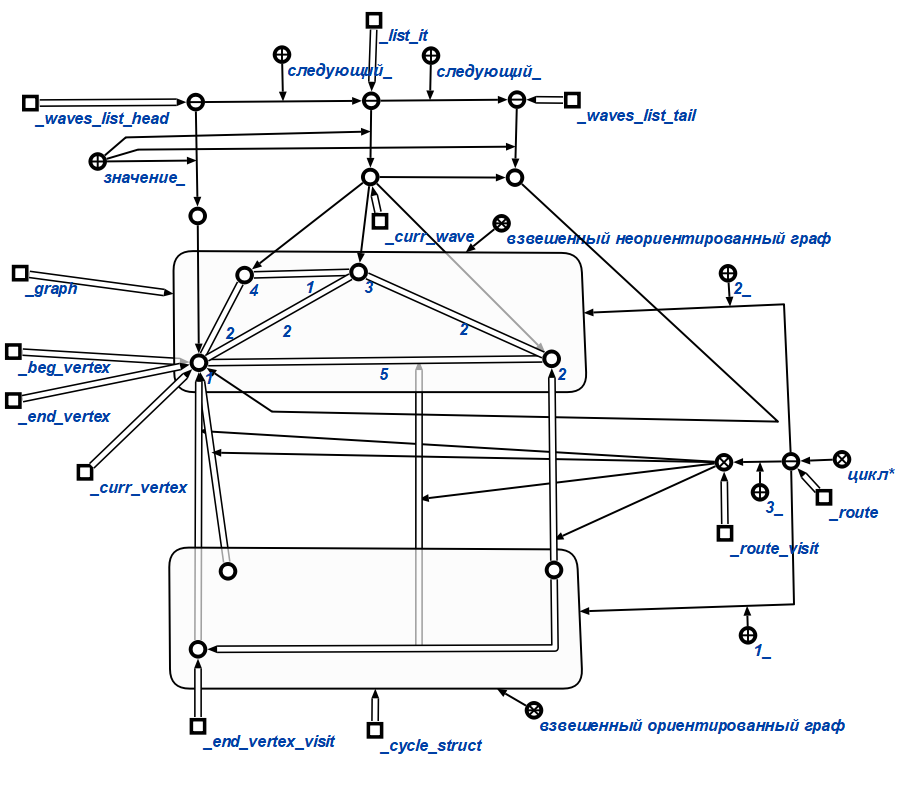 _list_it
следующий_
следующий_
_waves_list_head
_waves_list_tail
значение_
_curr_wave
взвешенный неориентированный граф
_graph
2_
4
1
3
2
2
2
_beg_vertex
1
5
2
_end_vertex
_curr_vertex
цикл*
3_
_route
_route_visit
1_
_end_vertex_visit
_cycle_struct
взвешенный ориентированный граф